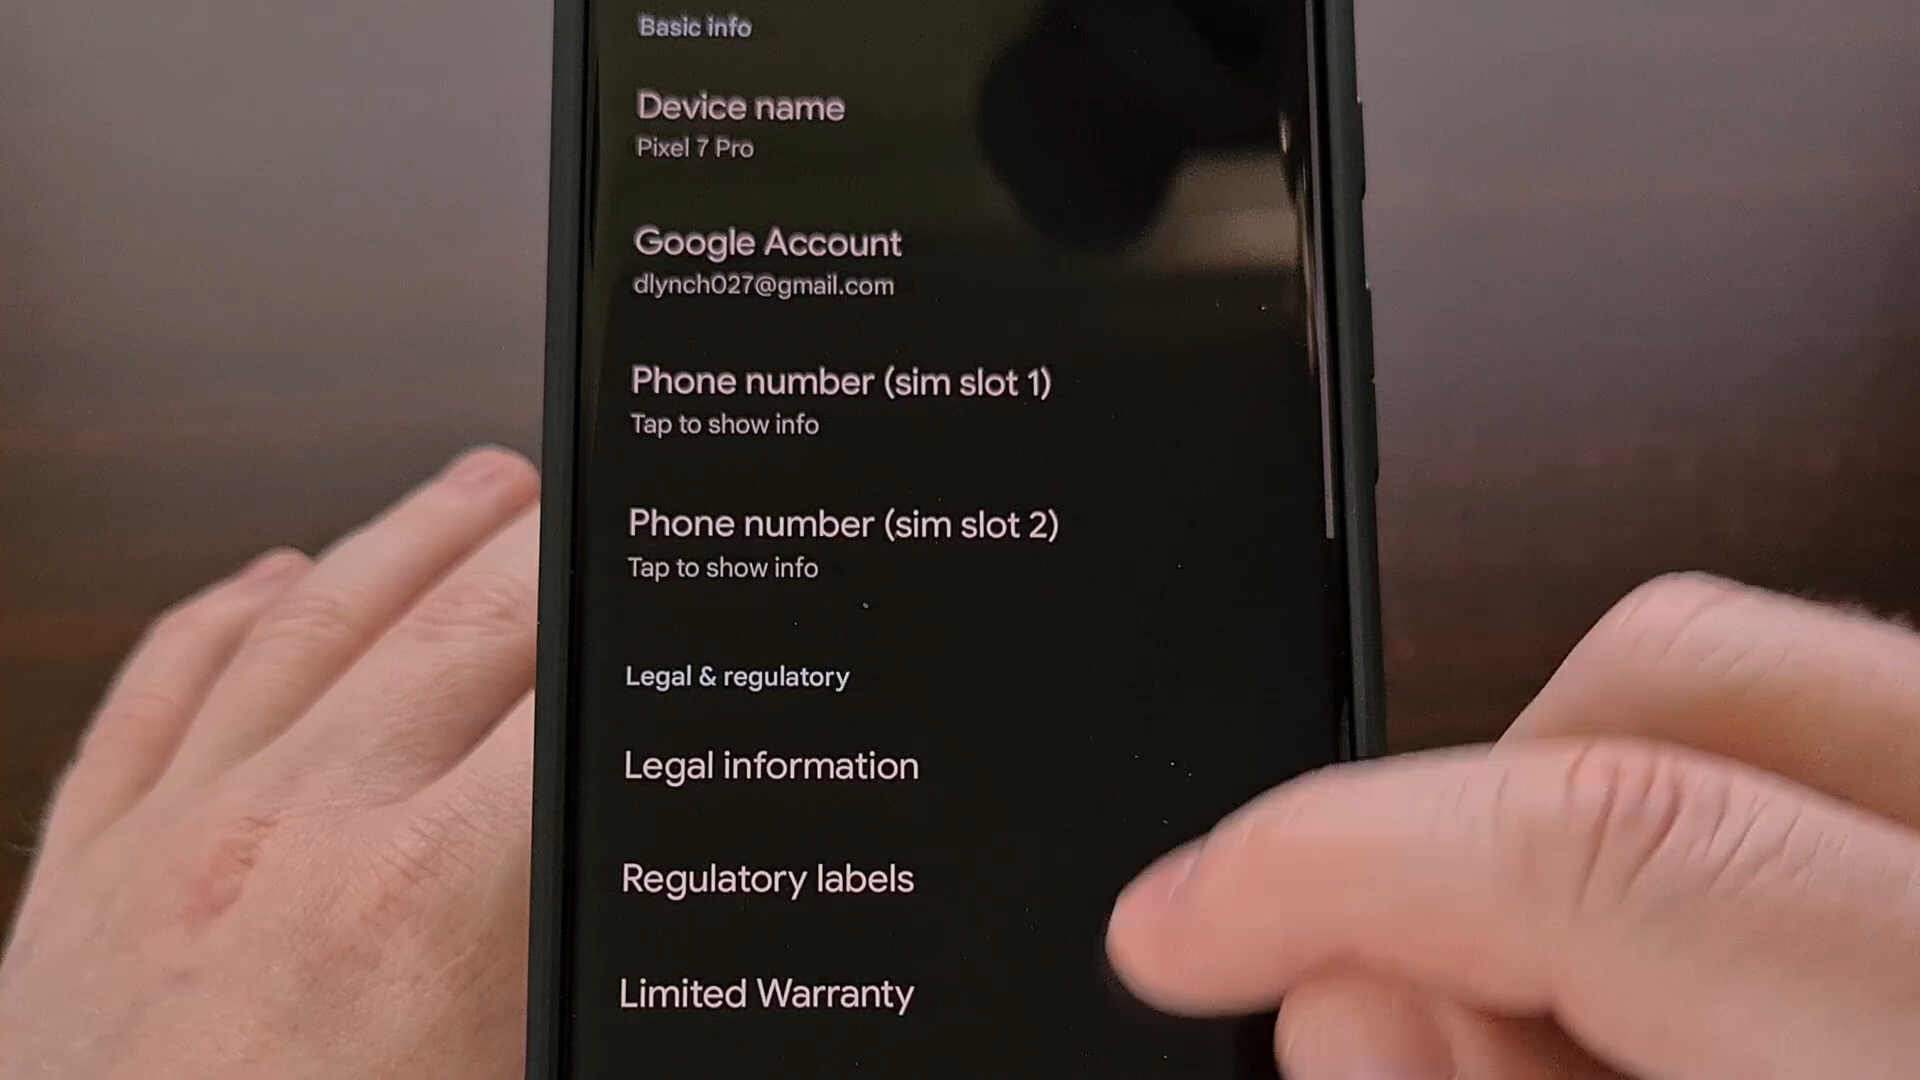 Basic info
Device name
Pixel 7 Pro
Google Account
dlynch027@gmail.com
Phone number (sim slot 1)
Tap to show info
Phone number (sim slot 2)
Tap to show info
Legal & regulatory
Legal information
Regulatory labels
Limited Warranty